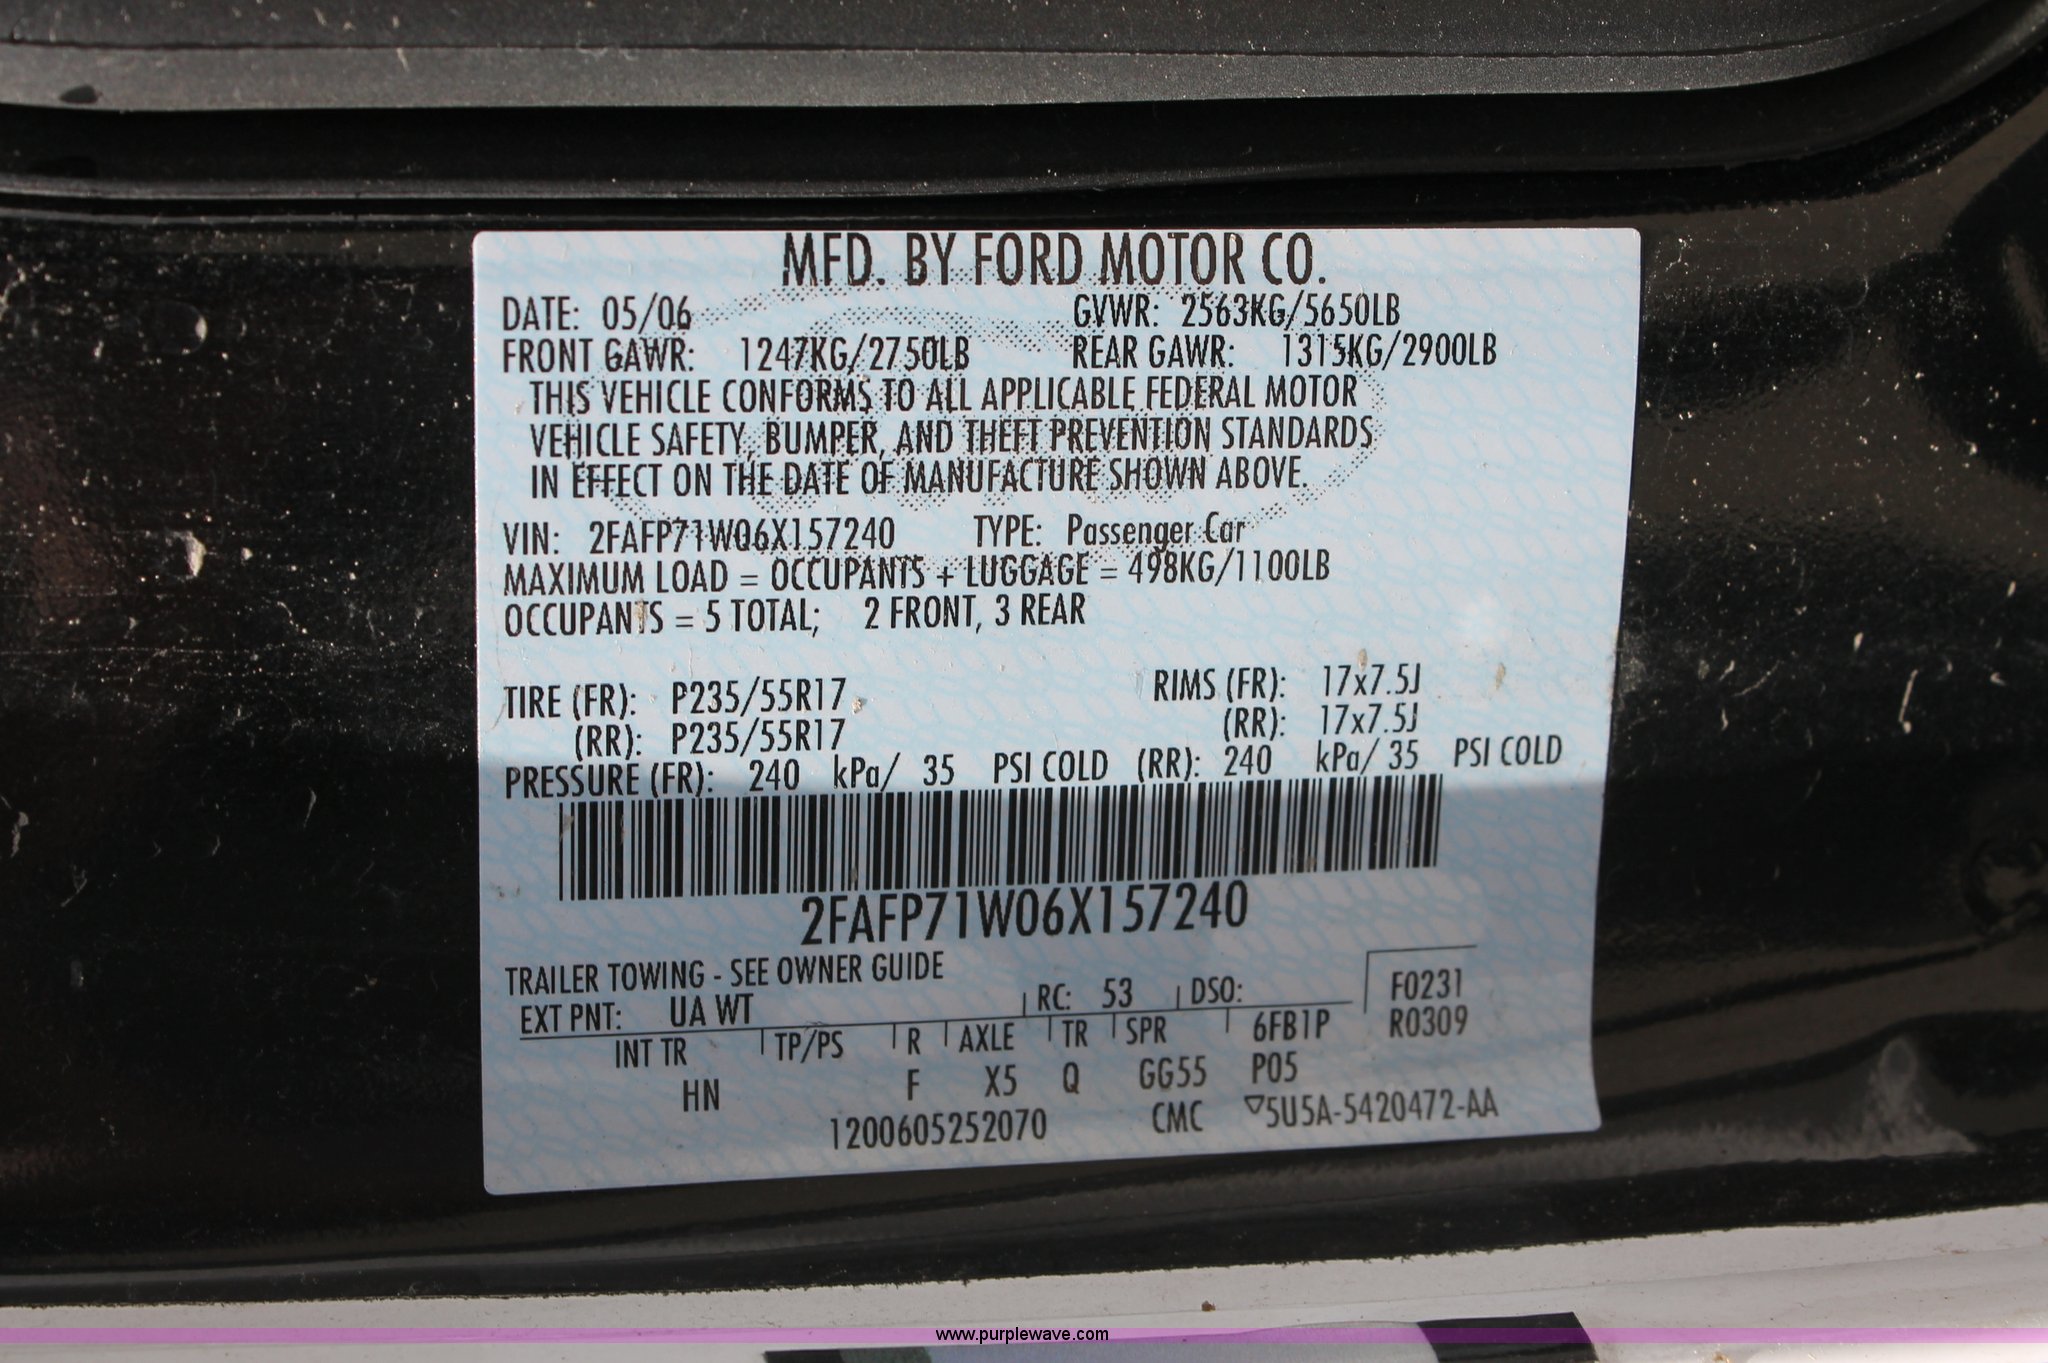 MFD. BY FORD MOTOR CO.
DATE: 05/06 GVWR: 2563KG/5650LB
FRONT GAWR: 1247KG/2750LB REAR GAWR: 1315KG/2900LB
THIS VEHICLE CONFORMS TO ALL APPLICABLE FEDERAL MOTOR
VEHICLE SAFETY, BUMPER, AND THEFT PREVENTION STANDARDS
IN EFFECT ON THE DATE OF MANUFACTURE SHOWN ABOVE.
VIN: 2FAFP71W06X157240 TYPE: Passenger Car
MAXIMUM LOAD = OCCUPANTS + LUGGAGE = 498KG/1100LB
OCCUPANTS = 5 TOTAL; 2 FRONT, 3 REAR
TIRE (FR): P235/55R17 RIMS (FR): 17x7.5J
(RR): P235/55R17 (RR): 17x7.5J
PRESSURE (FR): 240 kPa/ 35 PSI COLD (RR): 240 kPa/ 35 PSI COLD
2FAFP71W06X157240
TRAILER TOWING - SEE OWNER GUIDE
EXT PNT: UA WT RC: 53 DSO: F0231
INT TR TP/PS R AXLE TR SPR 6FB1P R0309
HN F X5 Q GG55 P05
1200605252070 CMC ▽5U5A-5420472-AA
www.purplewave.com